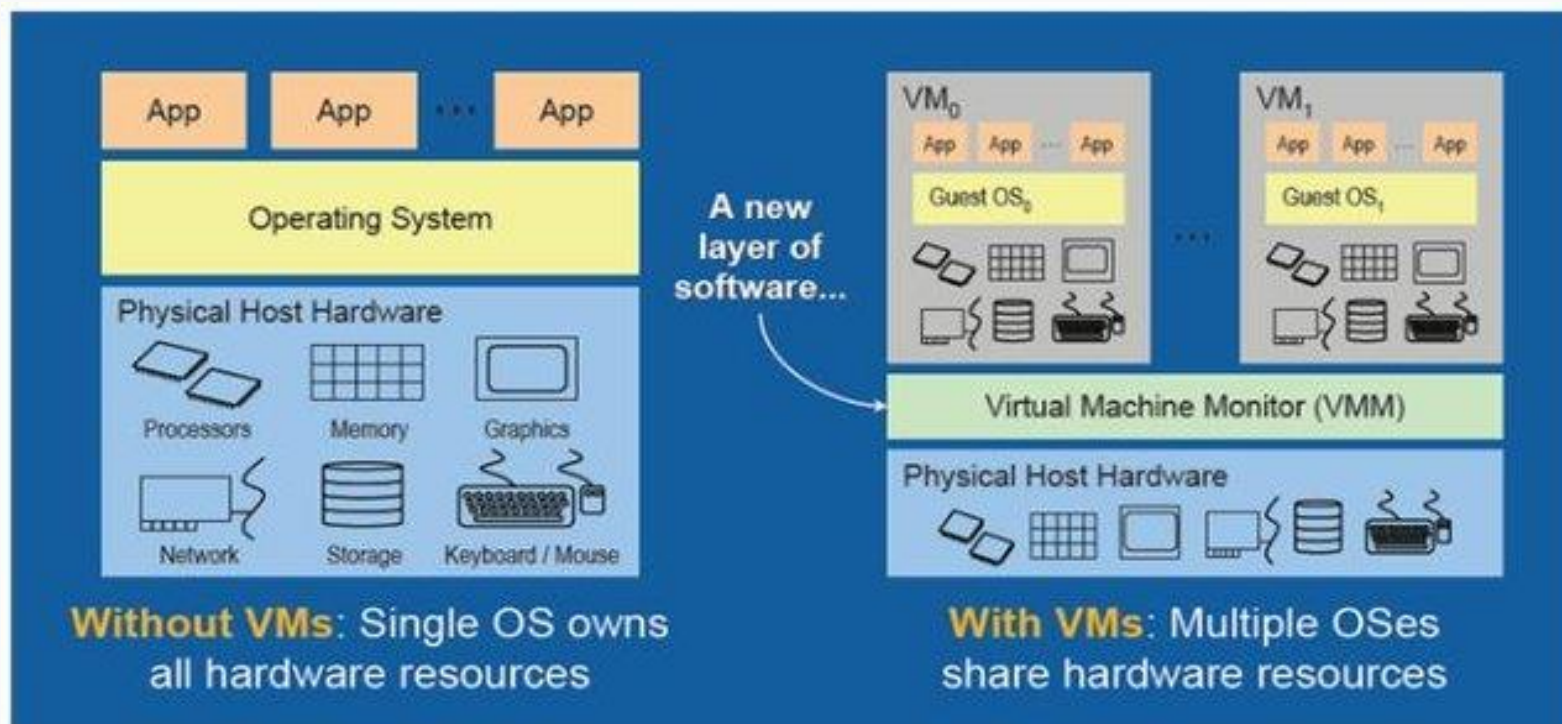 App App ... App
Operating System
Physical Host Hardware
Processors Memory Graphics
Network Storage Keyboard / Mouse
Without VMs: Single OS owns
all hardware resources
A new
layer of
software...
VM₀
App App ... App
Guest OS₀
...
VM₁
App App ... App
Guest OS₁
Virtual Machine Monitor (VMM)
Physical Host Hardware
With VMs: Multiple OSes
share hardware resources